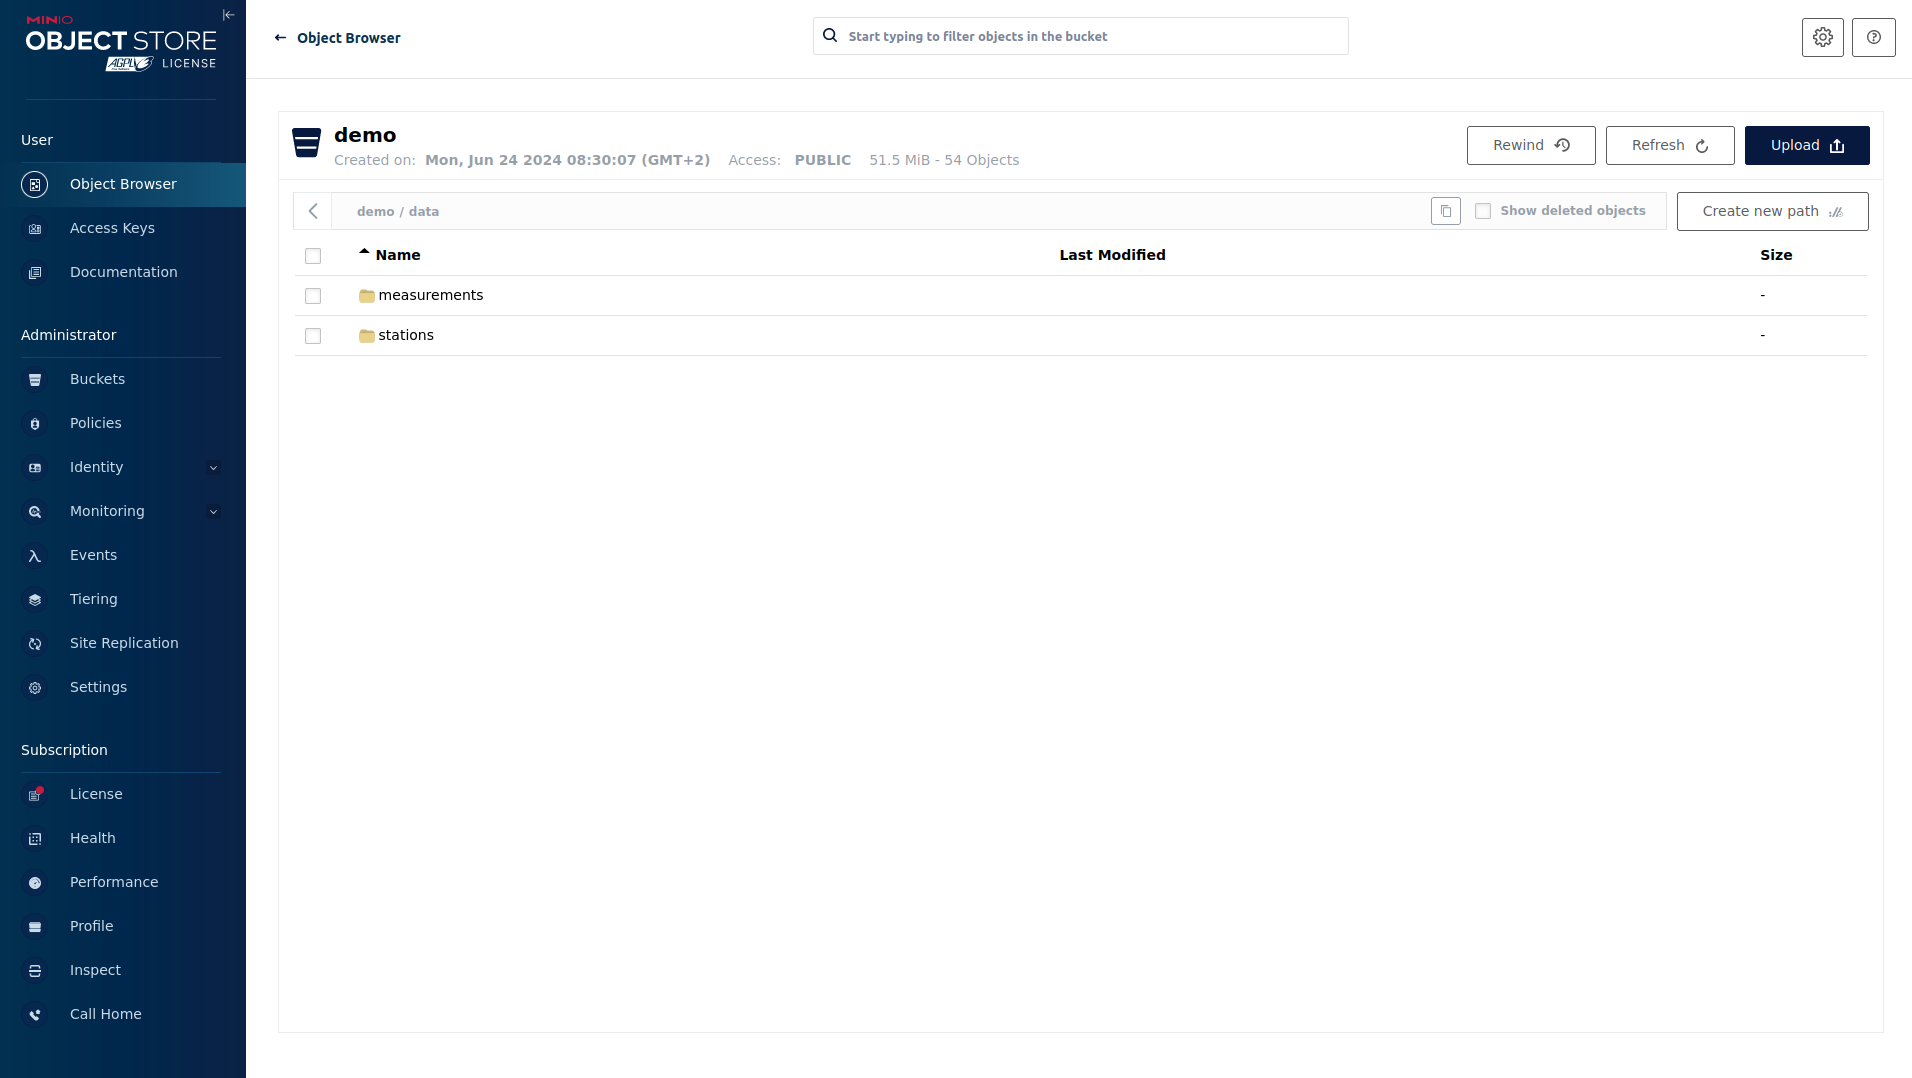 MINIO
OBJECT STORE
AGPLv3 LICENSE
User
Object Browser
Access Keys
Documentation
Administrator
Buckets
Policies
Identity
Monitoring
Events
Tiering
Site Replication
Settings
Subscription
License
Health
Performance
Profile
Inspect
Call Home
Object Browser
Start typing to filter objects in the bucket
demo
Created on: Mon, Jun 24 2024 08:30:07 (GMT+2) Access: PUBLIC 51.5 MiB - 54 Objects
Rewind
Refresh
Upload
demo / data
Show deleted objects
Create new path
Name Last Modified Size
measurements -
stations -